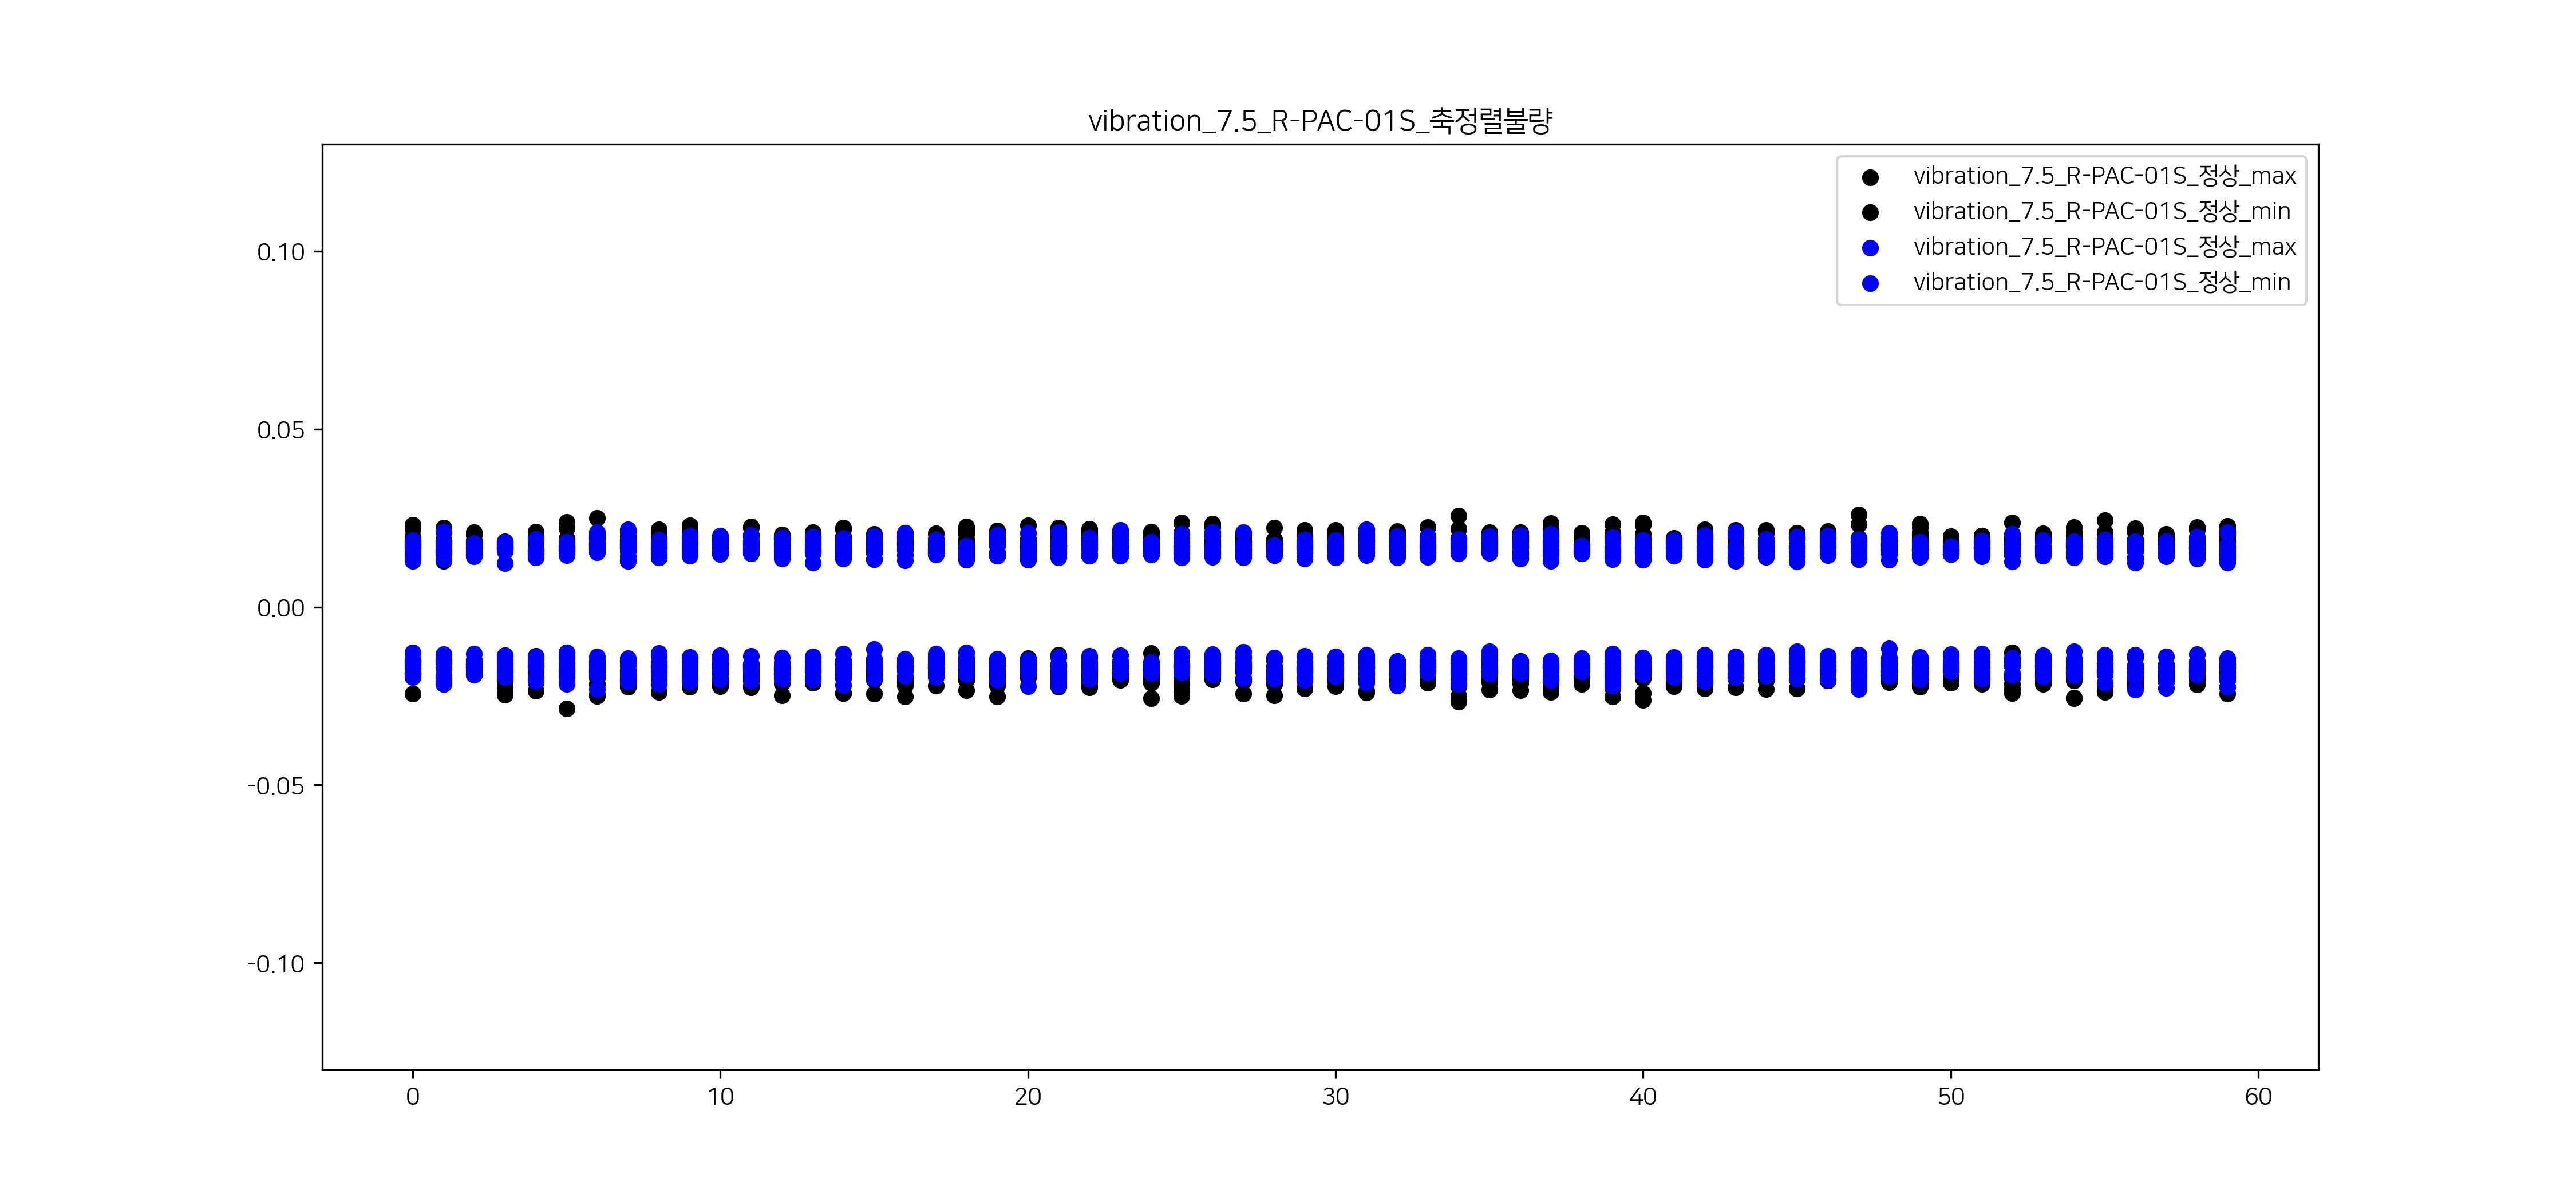 vibration_7.5_R-PAC-01S_축정렬불량
vibration_7.5_R-PAC-01S_정상_max
vibration_7.5_R-PAC-01S_정상_min
vibration_7.5_R-PAC-01S_정상_max
vibration_7.5_R-PAC-01S_정상_min
0.10
0.05
0.00
-0.05
-0.10
0 10 20 30 40 50 60